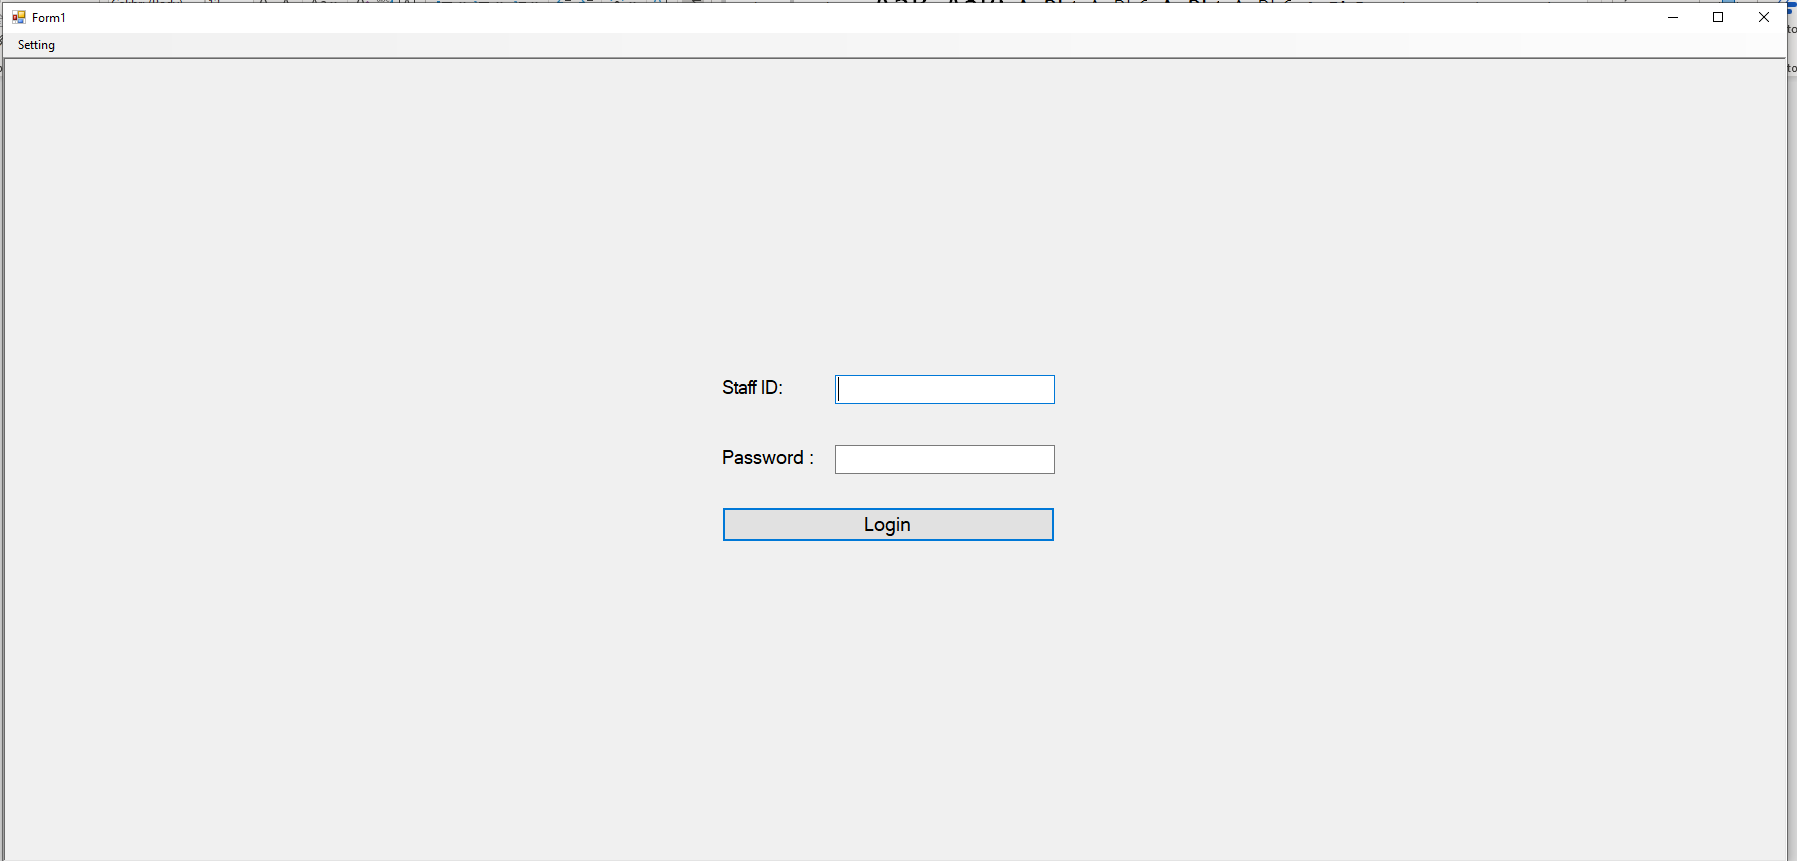 Form1
Setting
Staff ID:
Password :
Login